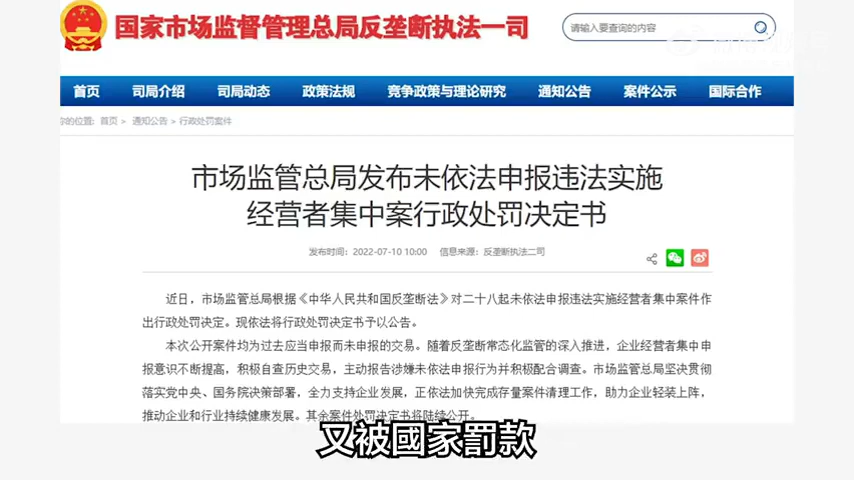 国家市场监督管理总局反垄断执法一司
请输入要查询的内容
首页 司局介绍 司局动态 政策法规 竞争政策与理论研究 通知公告 案件公示 国际合作
你的位置: 首页 > 通知公告 > 行政处罚案件
市场监管总局发布未依法申报违法实施
经营者集中案行政处罚决定书
发布时间：2022-07-10 10:00 信息来源：反垄断执法二司
近日，市场监管总局根据《中华人民共和国反垄断法》对二十八起未依法申报违法实施经营者集中案件作
出行政处罚决定。现依法将行政处罚决定书予以公告。
本次公开案件均为过去应当申报而未申报的交易。随着反垄断常态化监管的深入推进，企业经营者集中申
报意识不断提高，积极自查历史交易，主动报告涉嫌未依法申报行为并积极配合调查。市场监管总局坚决贯彻
落实党中央、国务院决策部署，全力支持企业发展，正依法加快完成存量案件清理工作，助力企业轻装上阵，
推动企业和行业持续健康发展。其余案件处罚决定书将陆续公开。
又被國家罰款